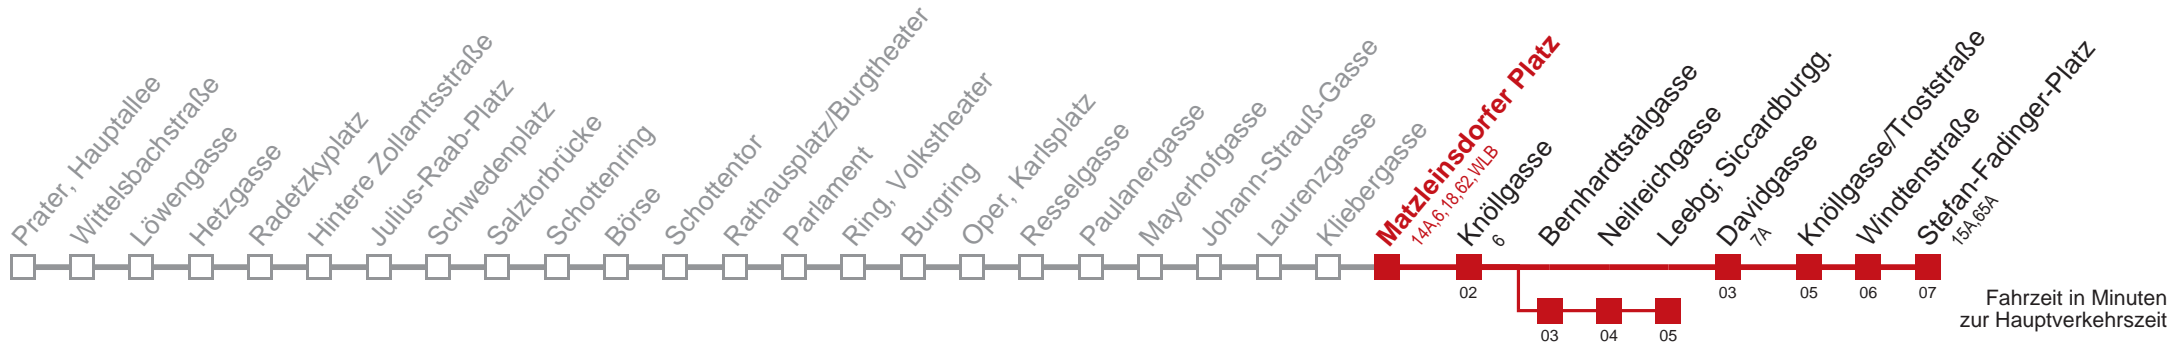 Prater, Hauptallee
Wittelsbachstraße
Löwengasse
Hetzgasse
Radetzkyplatz
Hintere Zollamtsstraße
Julius-Raab-Platz
Schwedenplatz
Salztorbrücke
Schottenring
Börse
Schottentor
Rathausplatz/Burgtheater
Parlament
Ring, Volkstheater
Burgring
Oper, Karlsplatz
Resselgasse
Paulanergasse
Mayerhofgasse
Johann-Strauß-Gasse
Laurenzgasse
Kliebergasse
Matzleinsdorfer Platz
14A,6,18,62,WLB
Knöllgasse
6
Bernhardtstalgasse
Neilreichgasse
Leebg; Siccardburgg.
Davidgasse
7A
Knöllgasse/Troststraße
Windtenstraße
Stefan-Fadinger-Platz
15A,65A
02
03
05
06
07
03
04
05
Fahrzeit in Minuten
zur Hauptverkehrszeit